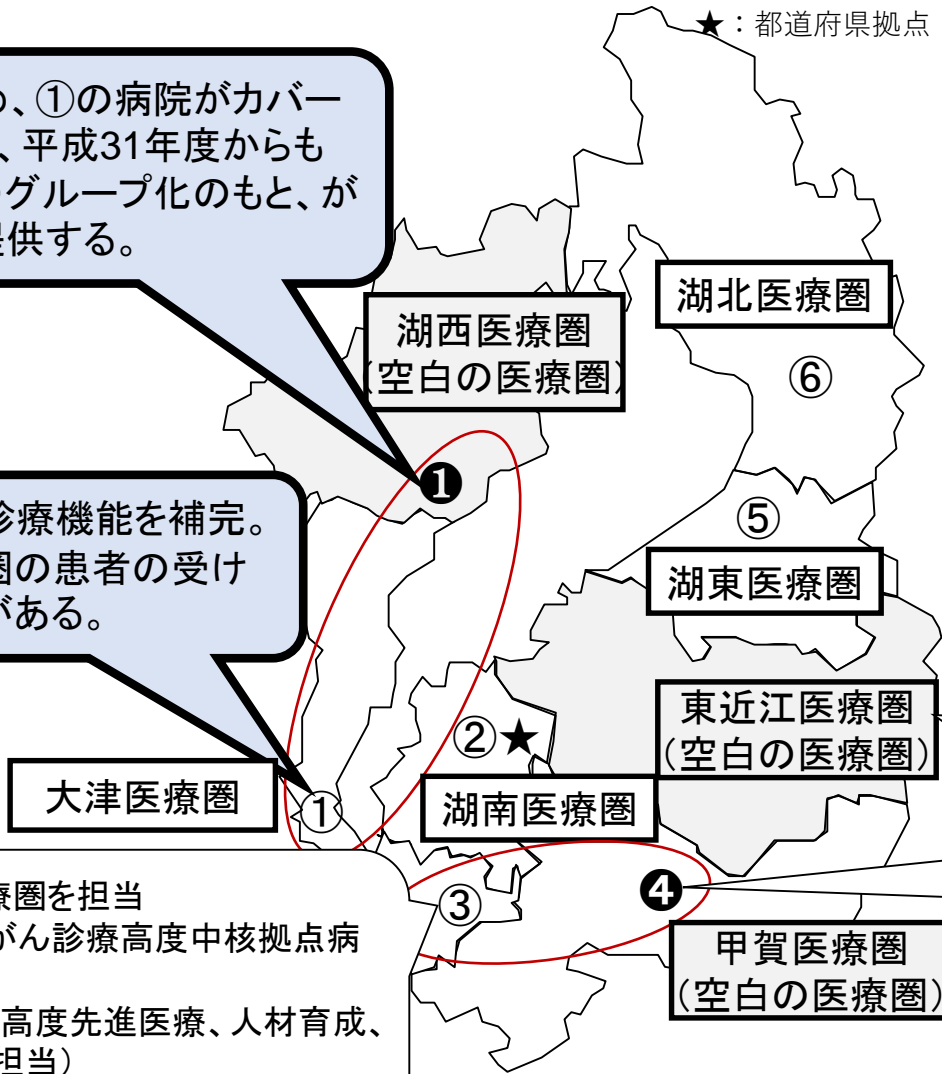 ★：都道府県拠点
、①の病院がカバー
、平成31年度からも
グループ化のもと、が
提供する。
湖北医療圏
湖西医療圏
（空白の医療圏）
⑥
❶
診療機能を補完。
圏の患者の受け
がある。
⑤
湖東医療圏
東近江医療圏
（空白の医療圏）
②★
大津医療圏
①
湖南医療圏
療圏を担当
③
❹
がん診療高度中核拠点病
甲賀医療圏
（空白の医療圏）
高度先進医療、人材育成、
担当）